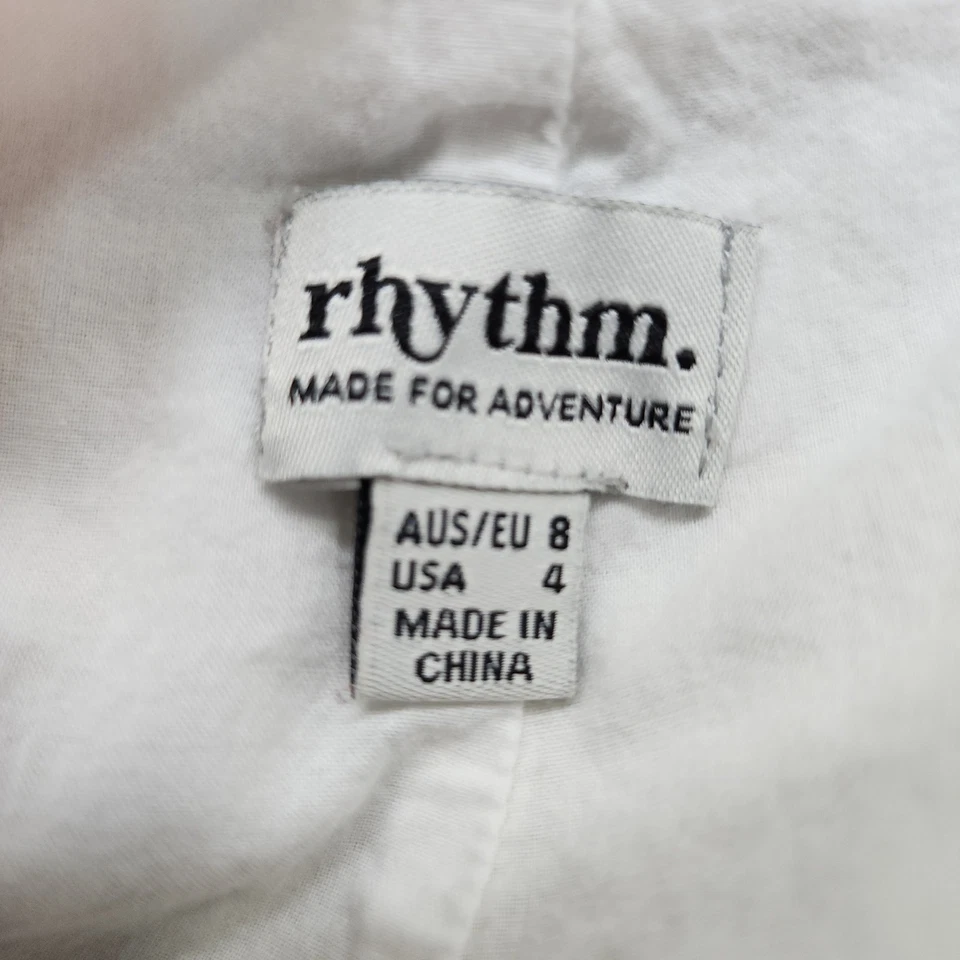 rhythm.
MADE FOR ADVENTURE
AUS/EU 8
USA 4
MADE IN
CHINA